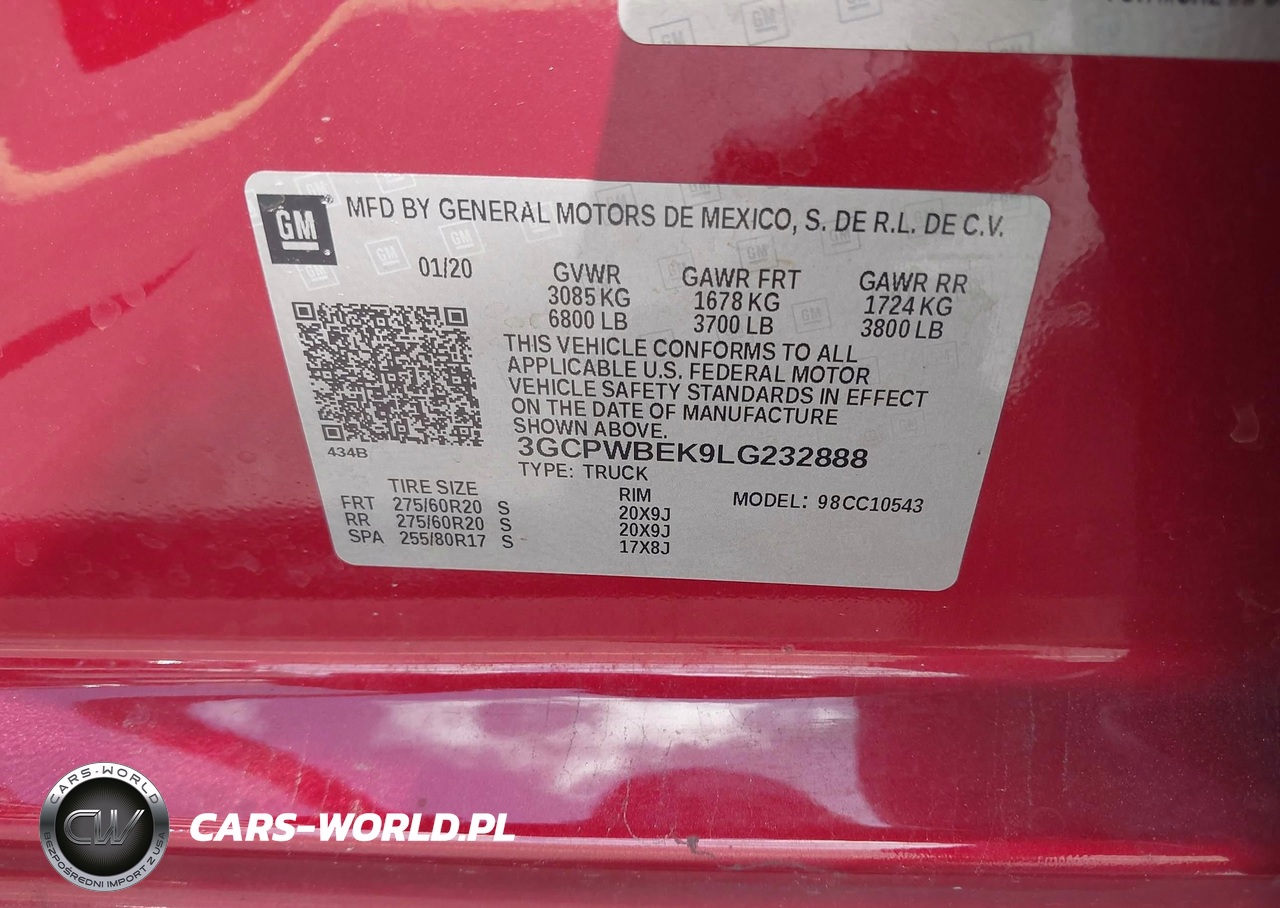 GM
MFD BY GENERAL MOTORS DE MEXICO, S. DE R.L. DE C.V.
01/20
GVWR GAWR FRT GAWR RR
3085 KG 1678 KG 1724 KG
6800 LB 3700 LB 3800 LB
THIS VEHICLE CONFORMS TO ALL
APPLICABLE U.S. FEDERAL MOTOR
VEHICLE SAFETY STANDARDS IN EFFECT
ON THE DATE OF MANUFACTURE
SHOWN ABOVE.
434B
3GCPWBEK9LG232888
TYPE: TRUCK
TIRE SIZE RIM MODEL: 98CC10543
FRT 275/60R20 S 20X9J
RR 275/60R20 S 20X9J
SPA 255/80R17 S 17X8J
CARS-WORLD
CW
BEZPOŚREDNI IMPORT Z USA
CARS-WORLD.PL